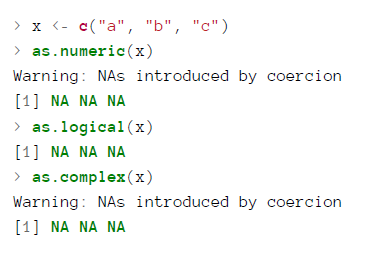 > x <- c("a", "b", "c")
> as.numeric(x)
Warning: NAs introduced by coercion
[1] NA NA NA
> as.logical(x)
[1] NA NA NA
> as.complex(x)
Warning: NAs introduced by coercion
[1] NA NA NA